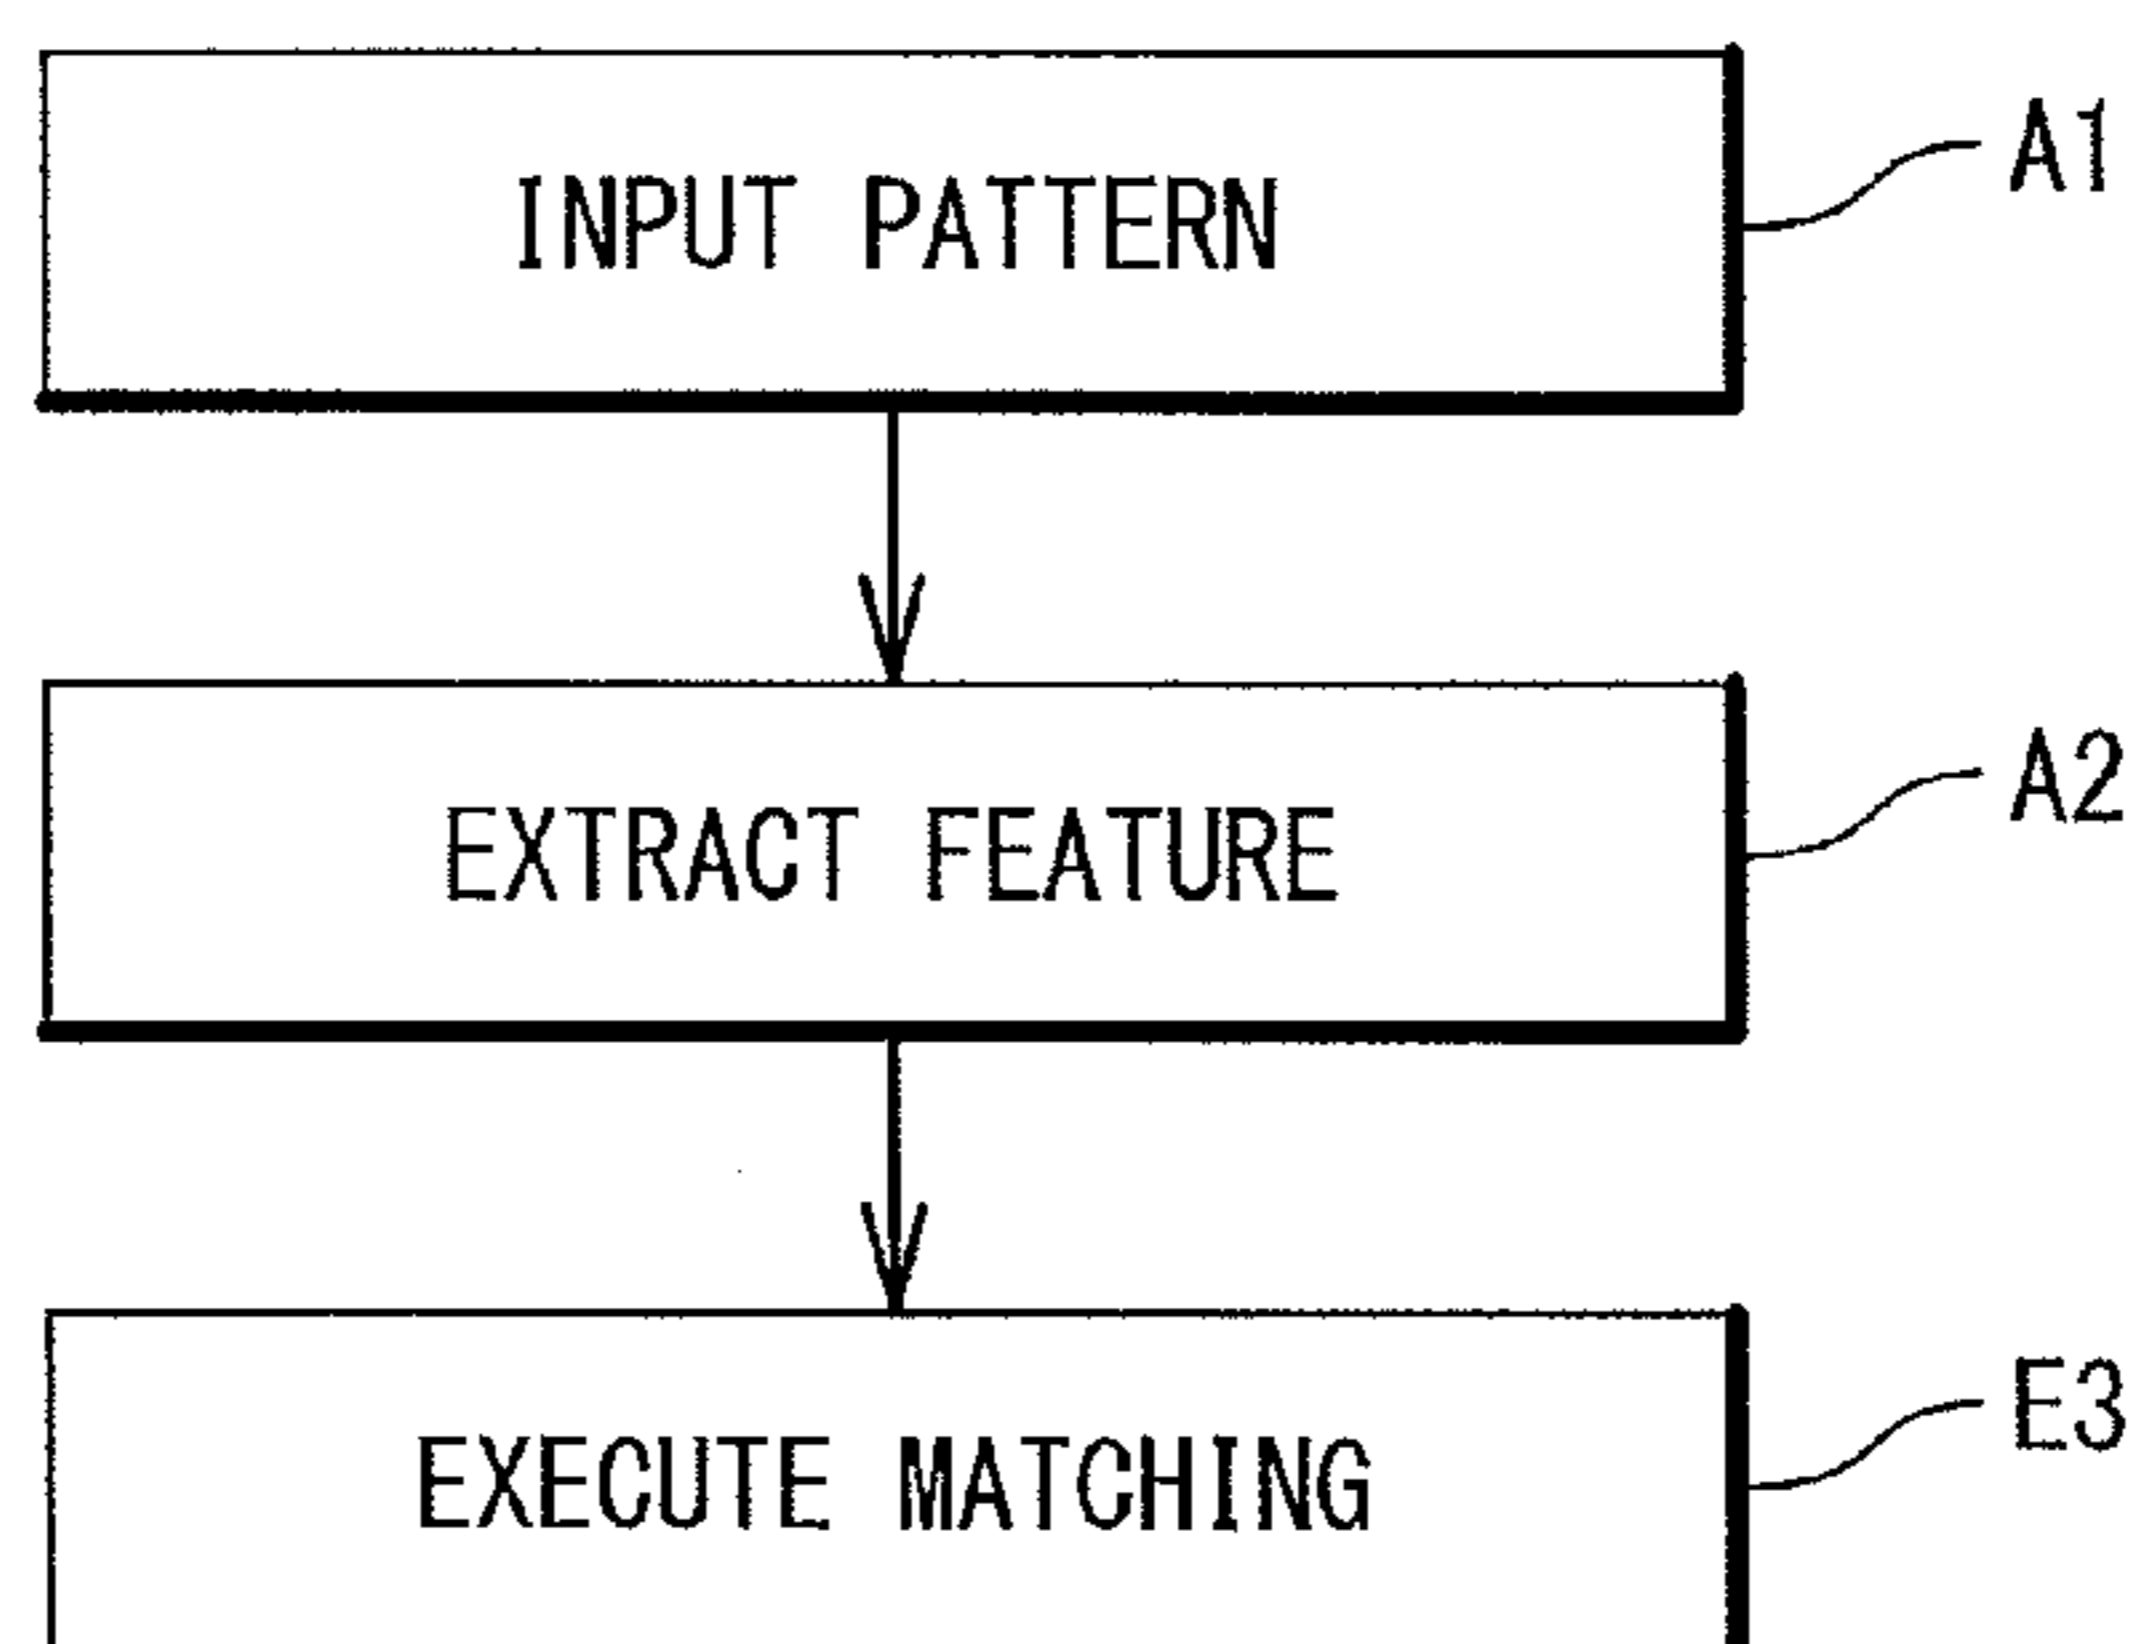 INPUT PATTERN
A1
EXTRACT FEATURE
A2
EXECUTE MATCHING
E3